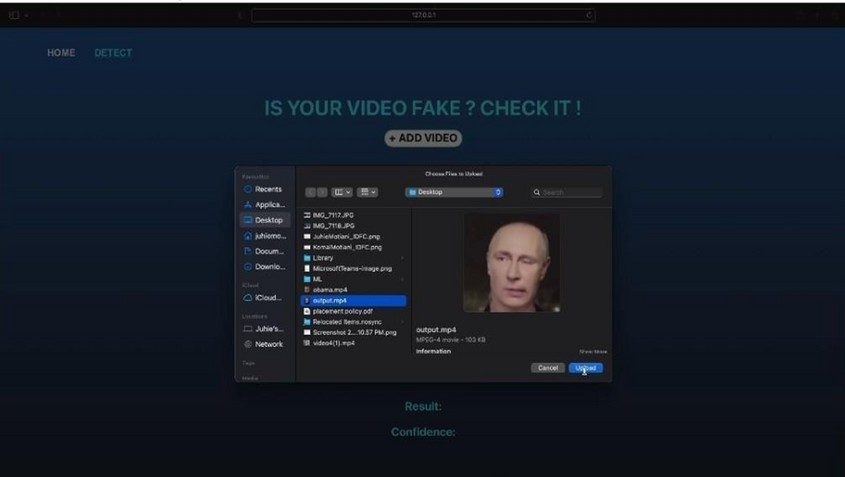 127.0.0.1
HOME DETECT
IS YOUR VIDEO FAKE ? CHECK IT !
+ ADD VIDEO
Choose Files to Upload
Favourites
Recents
Applica...
Desktop
juhiemo...
Docum...
Downlo...
iCloud
iCloud...
Locations
Juhie's...
Network
Tags
Media
Desktop
Search
IMG_7117.JPG
IMG_7118.JPG
JuhieMotiani_IDFC.png
KomalMotiani_IDFC.png
Library
MicrosoftTeams-image.png
ML
obama.mp4
output.mp4
placement policy.pdf
Relocated Items.nosync
Screenshot 2....10.57 PM.png
video4(1).mp4
output.mp4
MPEG-4 movie - 103 KB
Information Show More
Cancel Upload
Result:
Confidence: